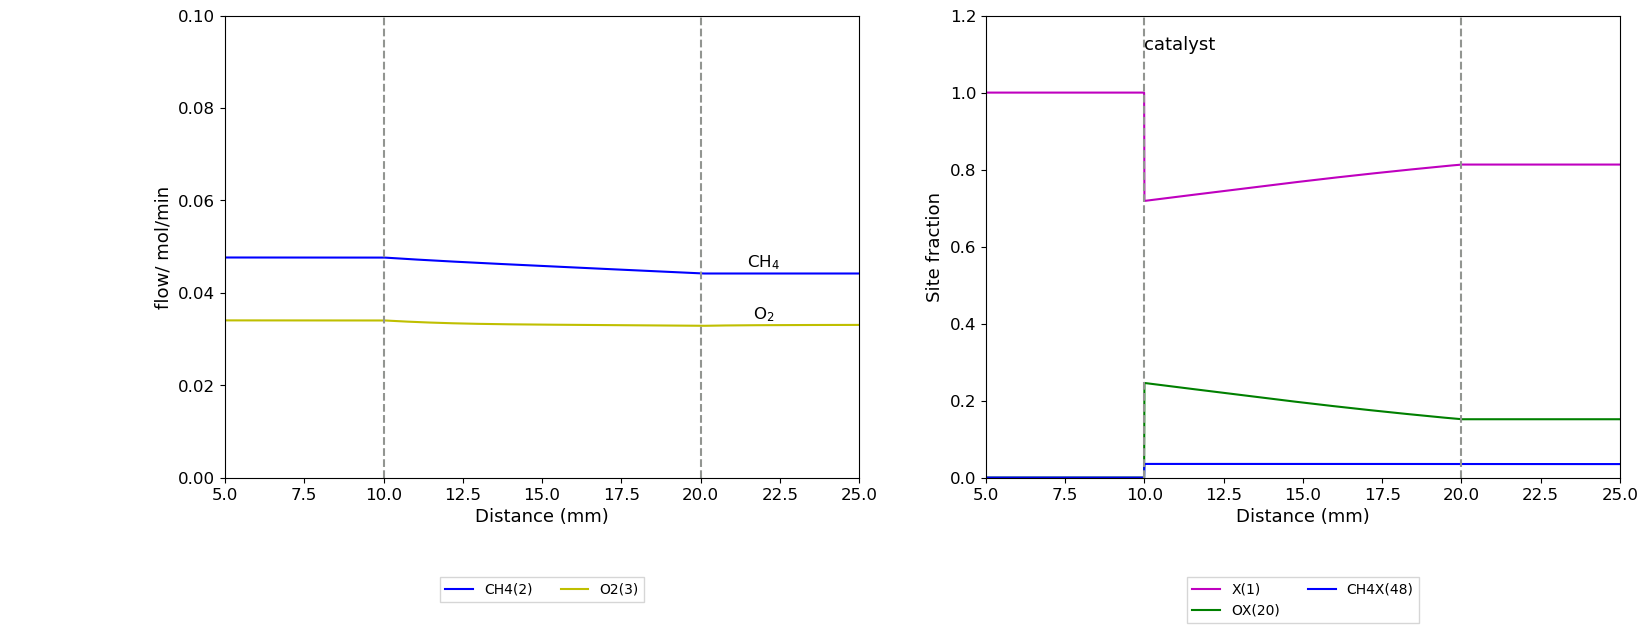 0.10
0.08
0.06
0.04
0.02
0.00
flow/ mol/min
CH₄
O₂
5.0 7.5 10.0 12.5 15.0 17.5 20.0 22.5 25.0
Distance (mm)
CH4(2) O2(3)
1.2
1.0
0.8
0.6
0.4
0.2
0.0
Site fraction
catalyst
5.0 7.5 10.0 12.5 15.0 17.5 20.0 22.5 25.0
Distance (mm)
X(1) CH4X(48)
OX(20)